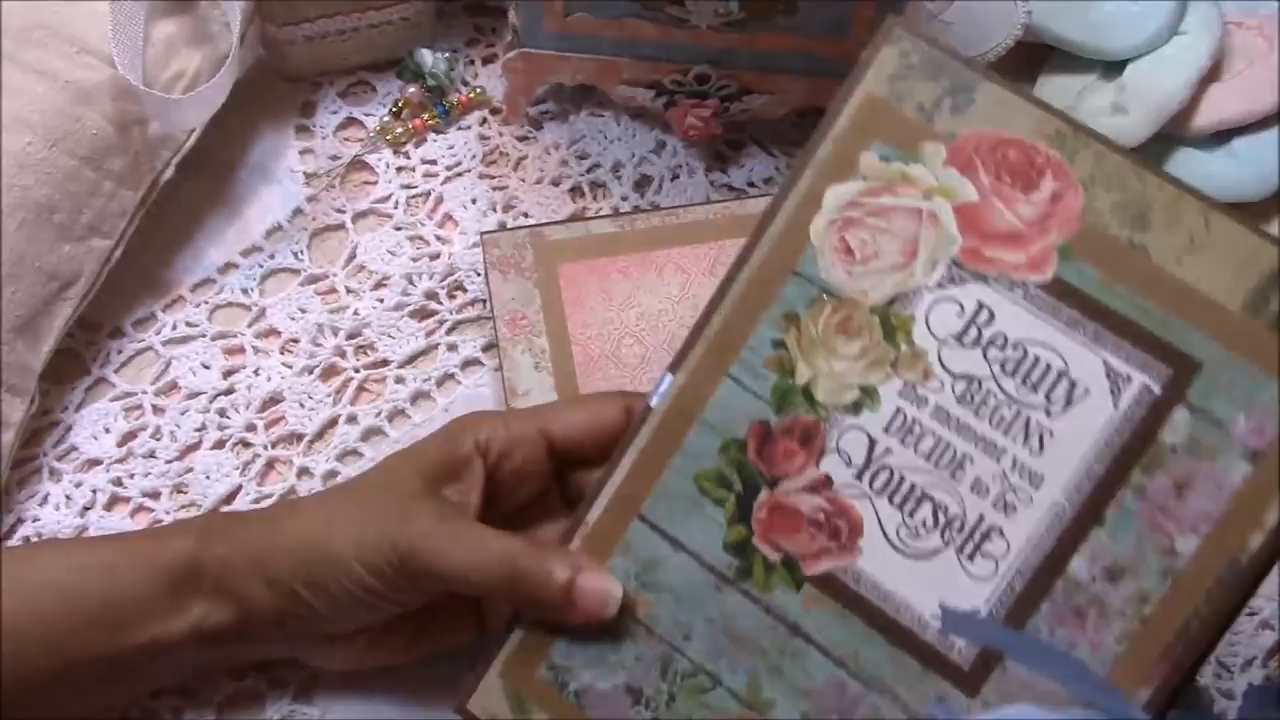 Beauty
BEGINS
the moment you
DECIDE to be
Yourself